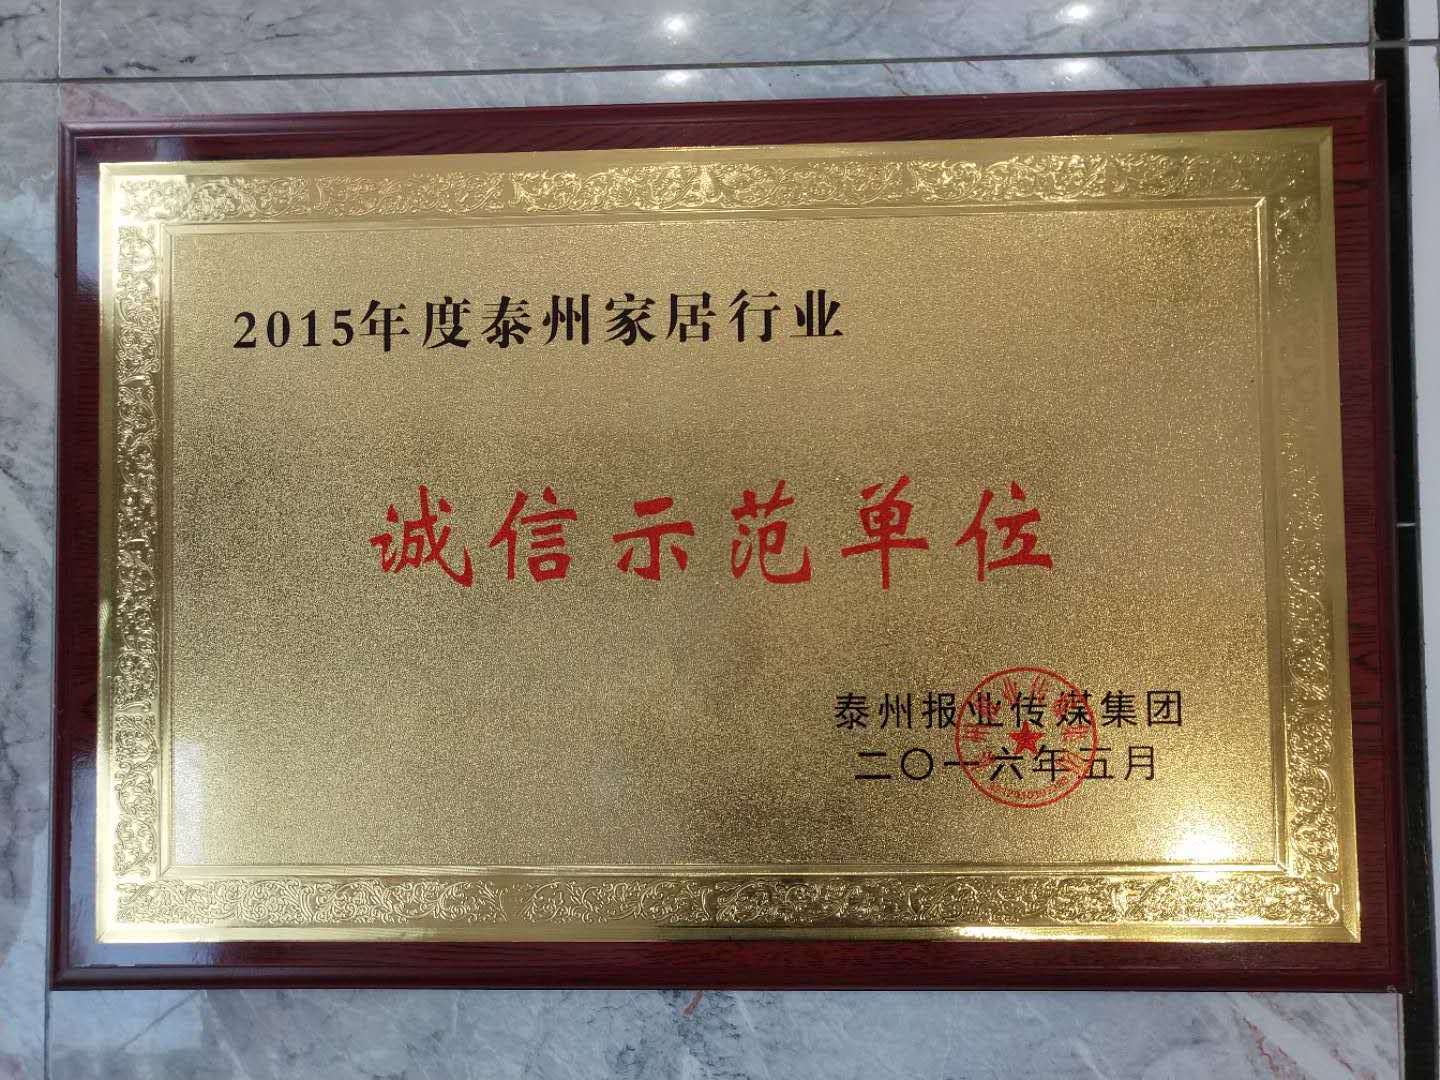 2015年度泰州家居行业
诚信示范单位
泰州报业传媒集团
二〇一六年五月